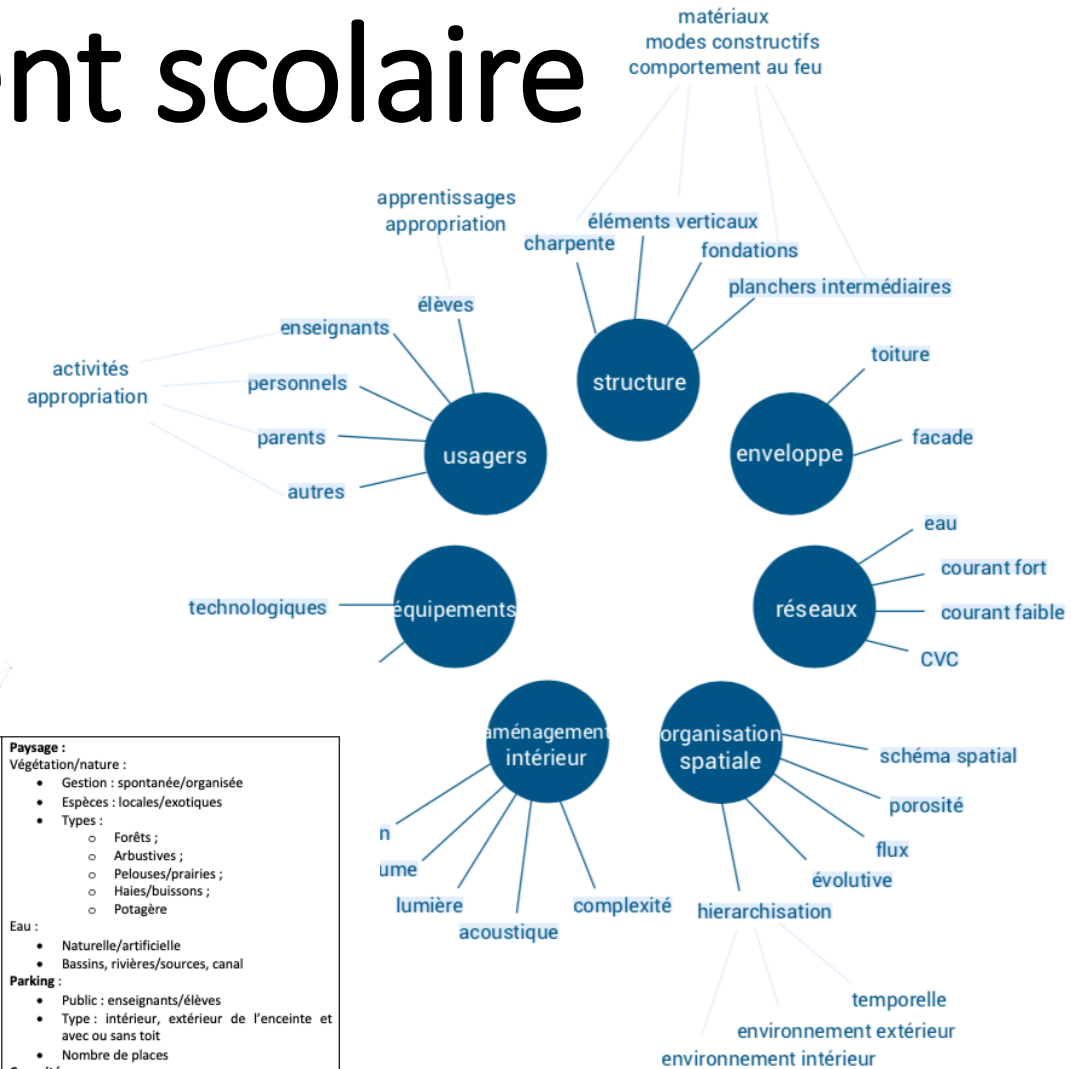 ent scolaire
matériaux
modes constructifs
comportement au feu
apprentissages
appropriation
éléments verticaux
charpente
fondations
planchers intermédiaires
élèves
enseignants
activités
appropriation
personnels
parents
autres
toiture
structure
facade
enveloppe
usagers
eau
courant fort
courant faible
CVC
réseaux
technologiques
équipements
aménagement
intérieur
organisation
spatiale
schéma spatial
porosité
flux
évolutive
hierarchisation
n
ume
lumière
acoustique
complexité
temporelle
environnement extérieur
environnement intérieur
Paysage :
Végétation/nature :
• Gestion : spontanée/organisée
• Espèces : locales/exotiques
• Types :
o Forêts ;
o Arbustives ;
o Pelouses/prairies ;
o Haies/buissons ;
o Potagère
Eau :
• Naturelle/artificielle
• Bassins, rivières/sources, canal
Parking :
• Public : enseignants/élèves
• Type : intérieur, extérieur de l'enceinte et
avec ou sans toit
• Nombre de places